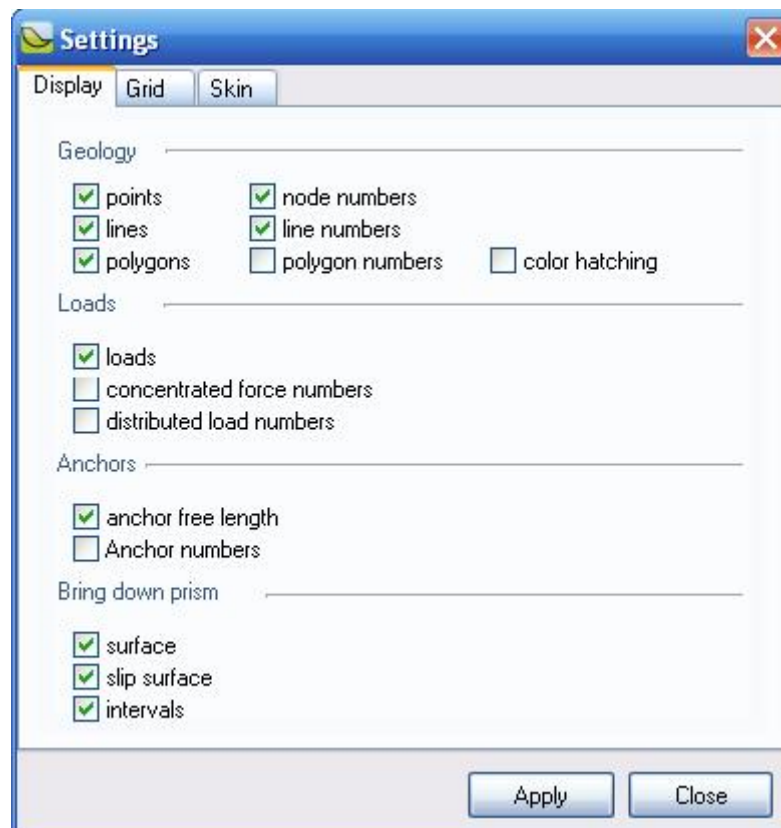 Settings
Display Grid Skin
Geology
points node numbers
lines line numbers
polygons polygon numbers color hatching
Loads
loads
concentrated force numbers
distributed load numbers
Anchors
anchor free length
Anchor numbers
Bring down prism
surface
slip surface
intervals
Apply Close